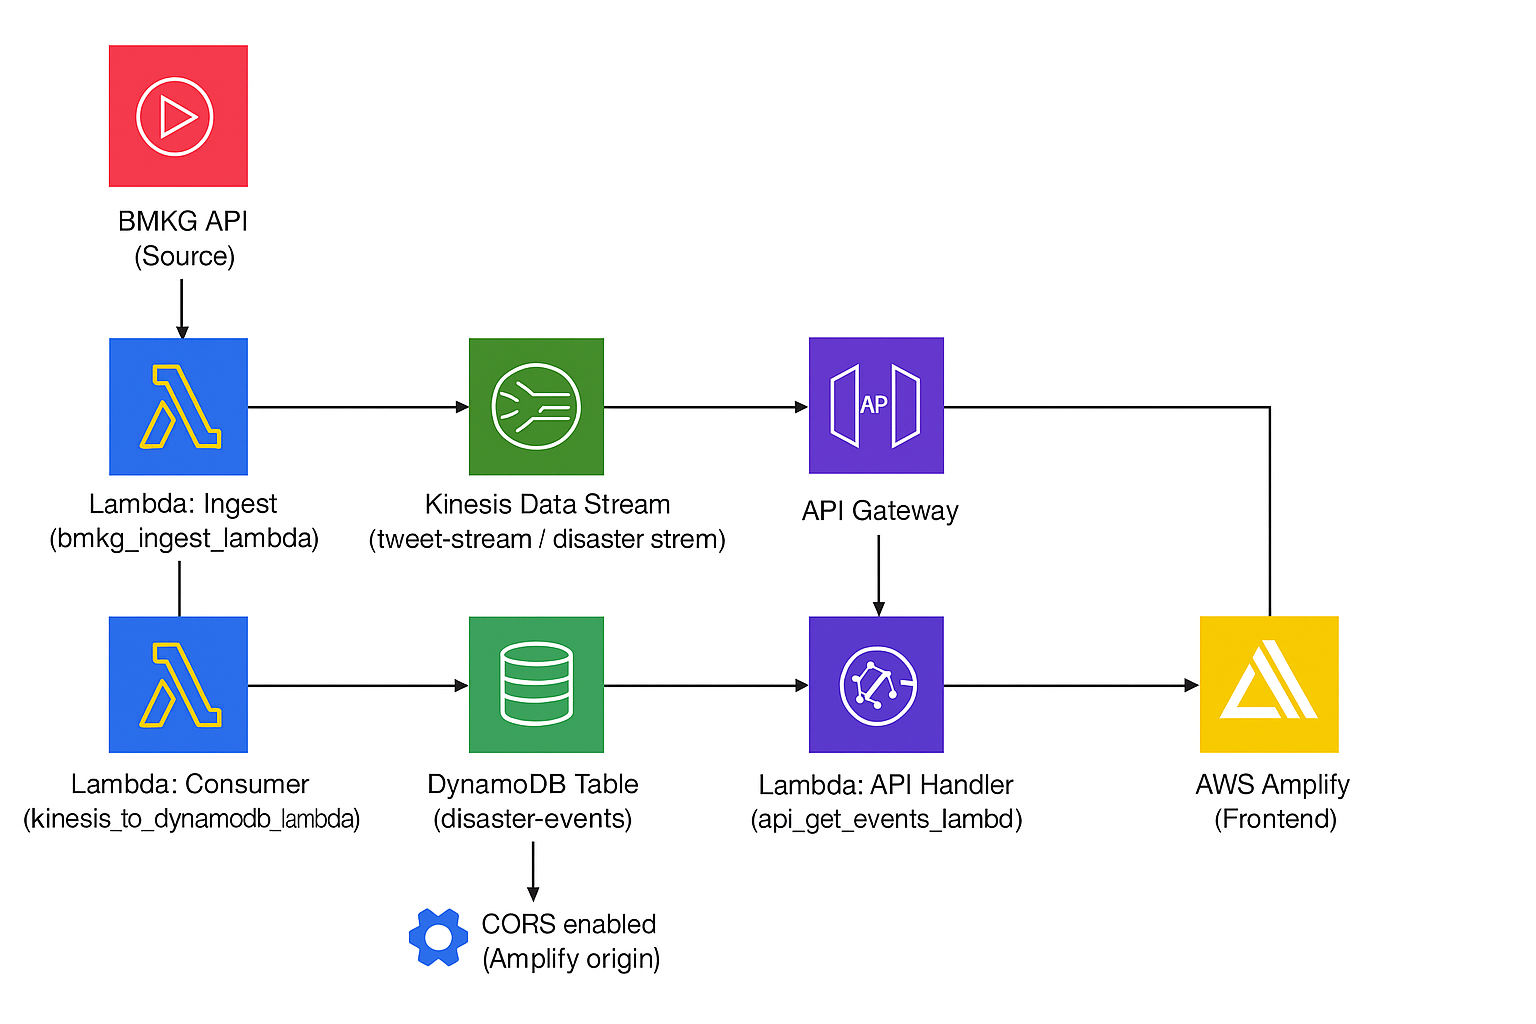 BMKG API
(Source)
AP
Lambda: Ingest
(bmkg_ingest_lambda)
Kinesis Data Stream
(tweet-stream / disaster strem)
API Gateway
Lambda: Consumer
(kinesis_to_dynamodb_lambda)
DynamoDB Table
(disaster-events)
Lambda: API Handler
(api_get_events_lambd)
AWS Amplify
(Frontend)
CORS enabled
(Amplify origin)